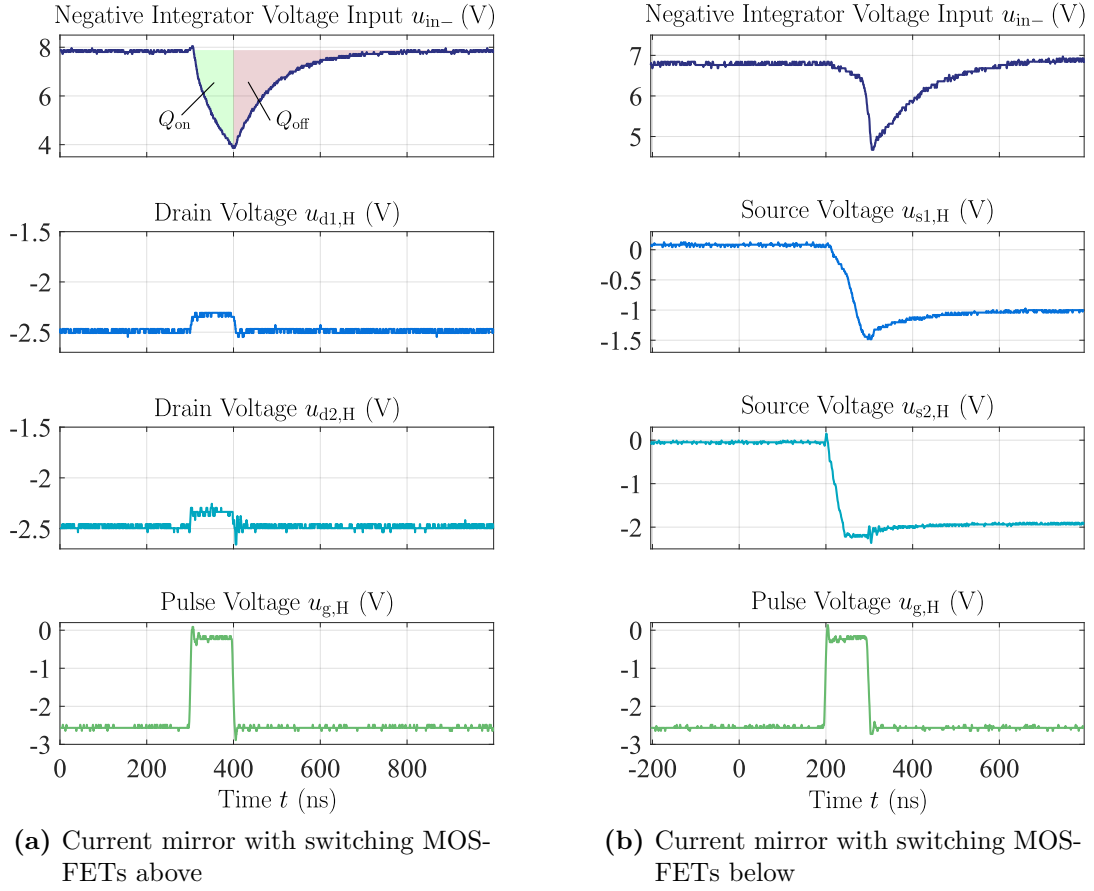 Negative Integrator Voltage Input u_in− (V)
8
6
4
Q_on
Q_off
Drain Voltage u_d1,H (V)
-1.5
-2
-2.5
Drain Voltage u_d2,H (V)
-1.5
-2
-2.5
Pulse Voltage u_g,H (V)
0
-1
-2
-3
0 200 400 600 800
Time t (ns)
(a) Current mirror with switching MOS-
FETs above
Negative Integrator Voltage Input u_in− (V)
7
6
5
Source Voltage u_s1,H (V)
0
-0.5
-1
-1.5
Source Voltage u_s2,H (V)
0
-1
-2
Pulse Voltage u_g,H (V)
0
-1
-2
-3
-200 0 200 400 600
Time t (ns)
(b) Current mirror with switching MOS-
FETs below